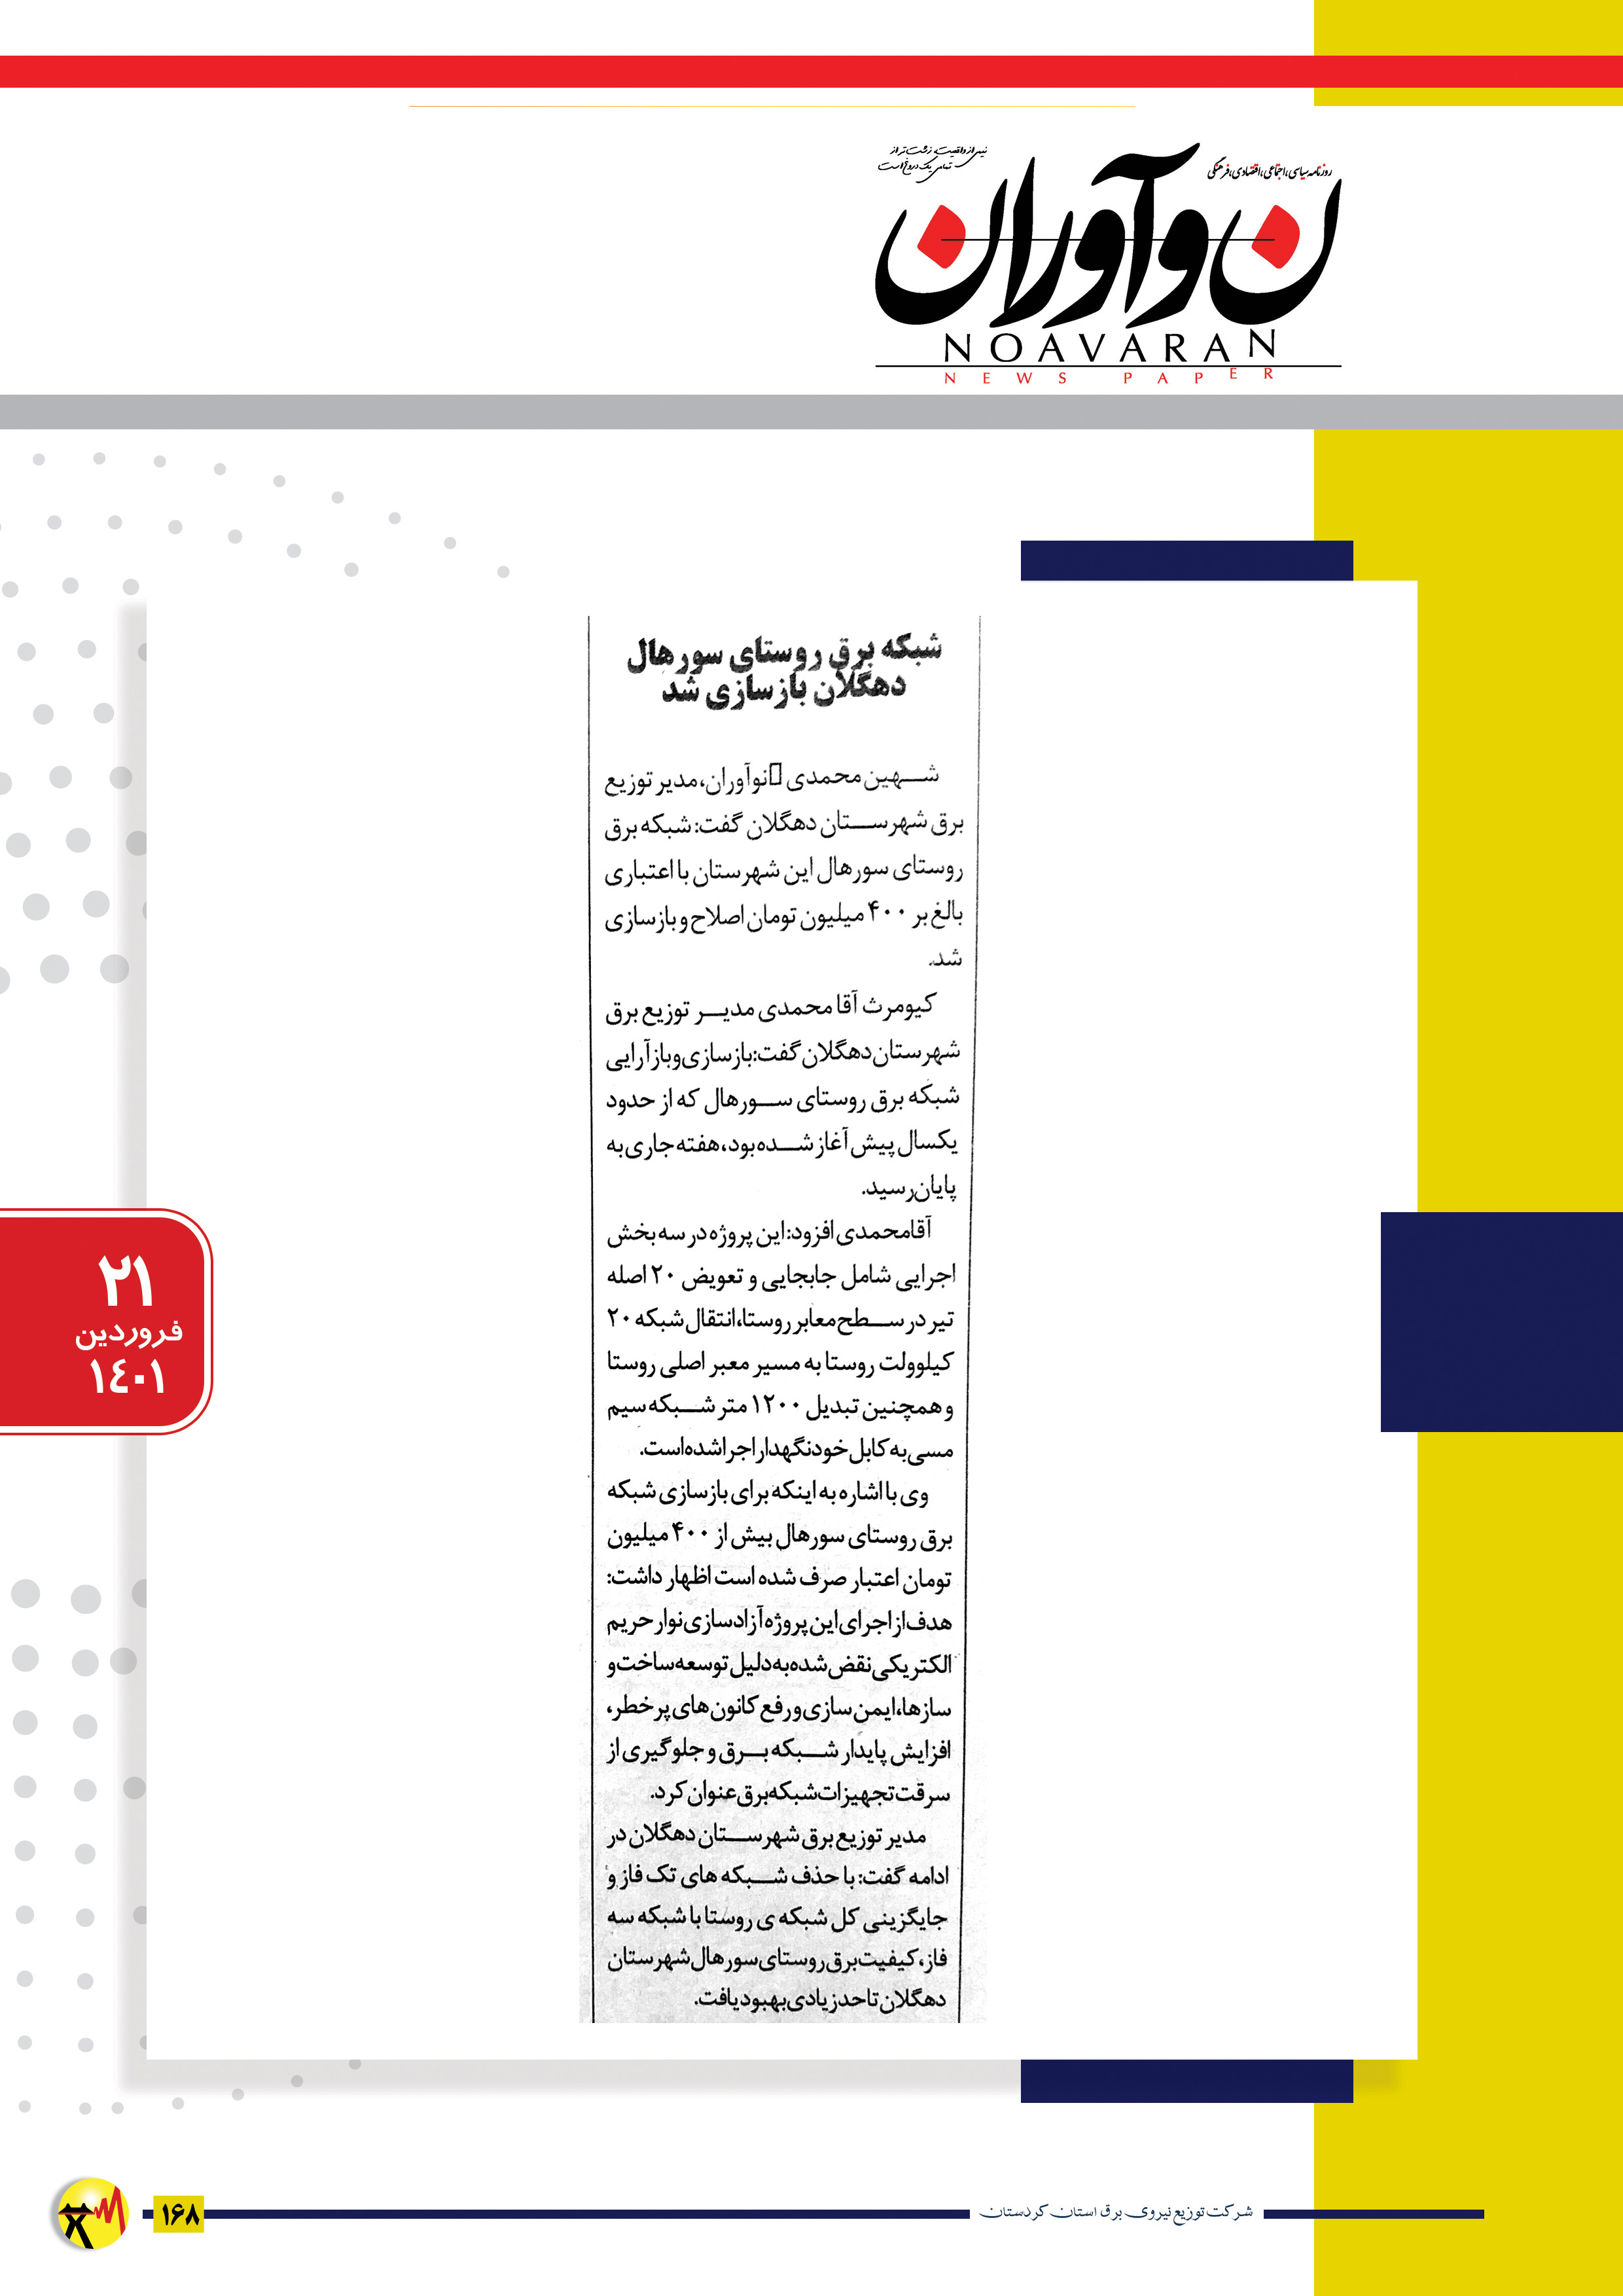 روزنامه سیاسی، اجتماعی، اقتصادی، فرهنگی
نیمی از واقعیت، زشت تر از
تمامی یک دروغ است
نوآوران
NOAVARAN
NEWS PAPER
شبکه برق روستای سورهال
دهگلان بازسازی شد
شهین محمدی نوآوران، مدیر توزیع
برق شهرستان دهگلان گفت: شبکه برق
روستای سورهال این شهرستان با اعتباری
بالغ بر ۴۰۰ میلیون تومان اصلاح و بازسازی
شد.
کیومرث آقا محمدی مدیر توزیع برق
شهرستان دهگلان گفت: بازسازی و بازآرایی
شبکه برق روستای سورهال که از حدود
یکسال پیش آغاز شده بود، هفته جاری به
پایان رسید.
آقامحمدی افزود: این پروژه در سه بخش
اجرایی شامل جابجایی و تعویض ۲۰ اصله
تیر در سطح معابر روستا، انتقال شبکه ۲۰
کیلوولت روستا به مسیر معبر اصلی روستا
و همچنین تبدیل ۱۲۰۰ متر شبکه سیم
مسی به کابل خودنگهدار اجرا شده است.
وی با اشاره به اینکه برای بازسازی شبکه
برق روستای سورهال بیش از ۴۰۰ میلیون
تومان اعتبار صرف شده است اظهار داشت:
هدف از اجرای این پروژه آزادسازی نوار حریم
الکتریکی نقض شده به دلیل توسعه ساخت و
سازها، ایمن سازی و رفع کانون های پر خطر،
افزایش پایدار شبکه برق و جلوگیری از
سرقت تجهیزات شبکه برق عنوان کرد.
مدیر توزیع برق شهرستان دهگلان در
ادامه گفت: با حذف شبکه های تک فاز و
جایگزینی کل شبکه ی روستا با شبکه سه
فاز، کیفیت برق روستای سورهال شهرستان
دهگلان تا حد زیادی بهبود یافت.
۲۱
فروردین
۱٤۰۱
شرکت توزیع نیروی برق استان کردستان
۱۶۸